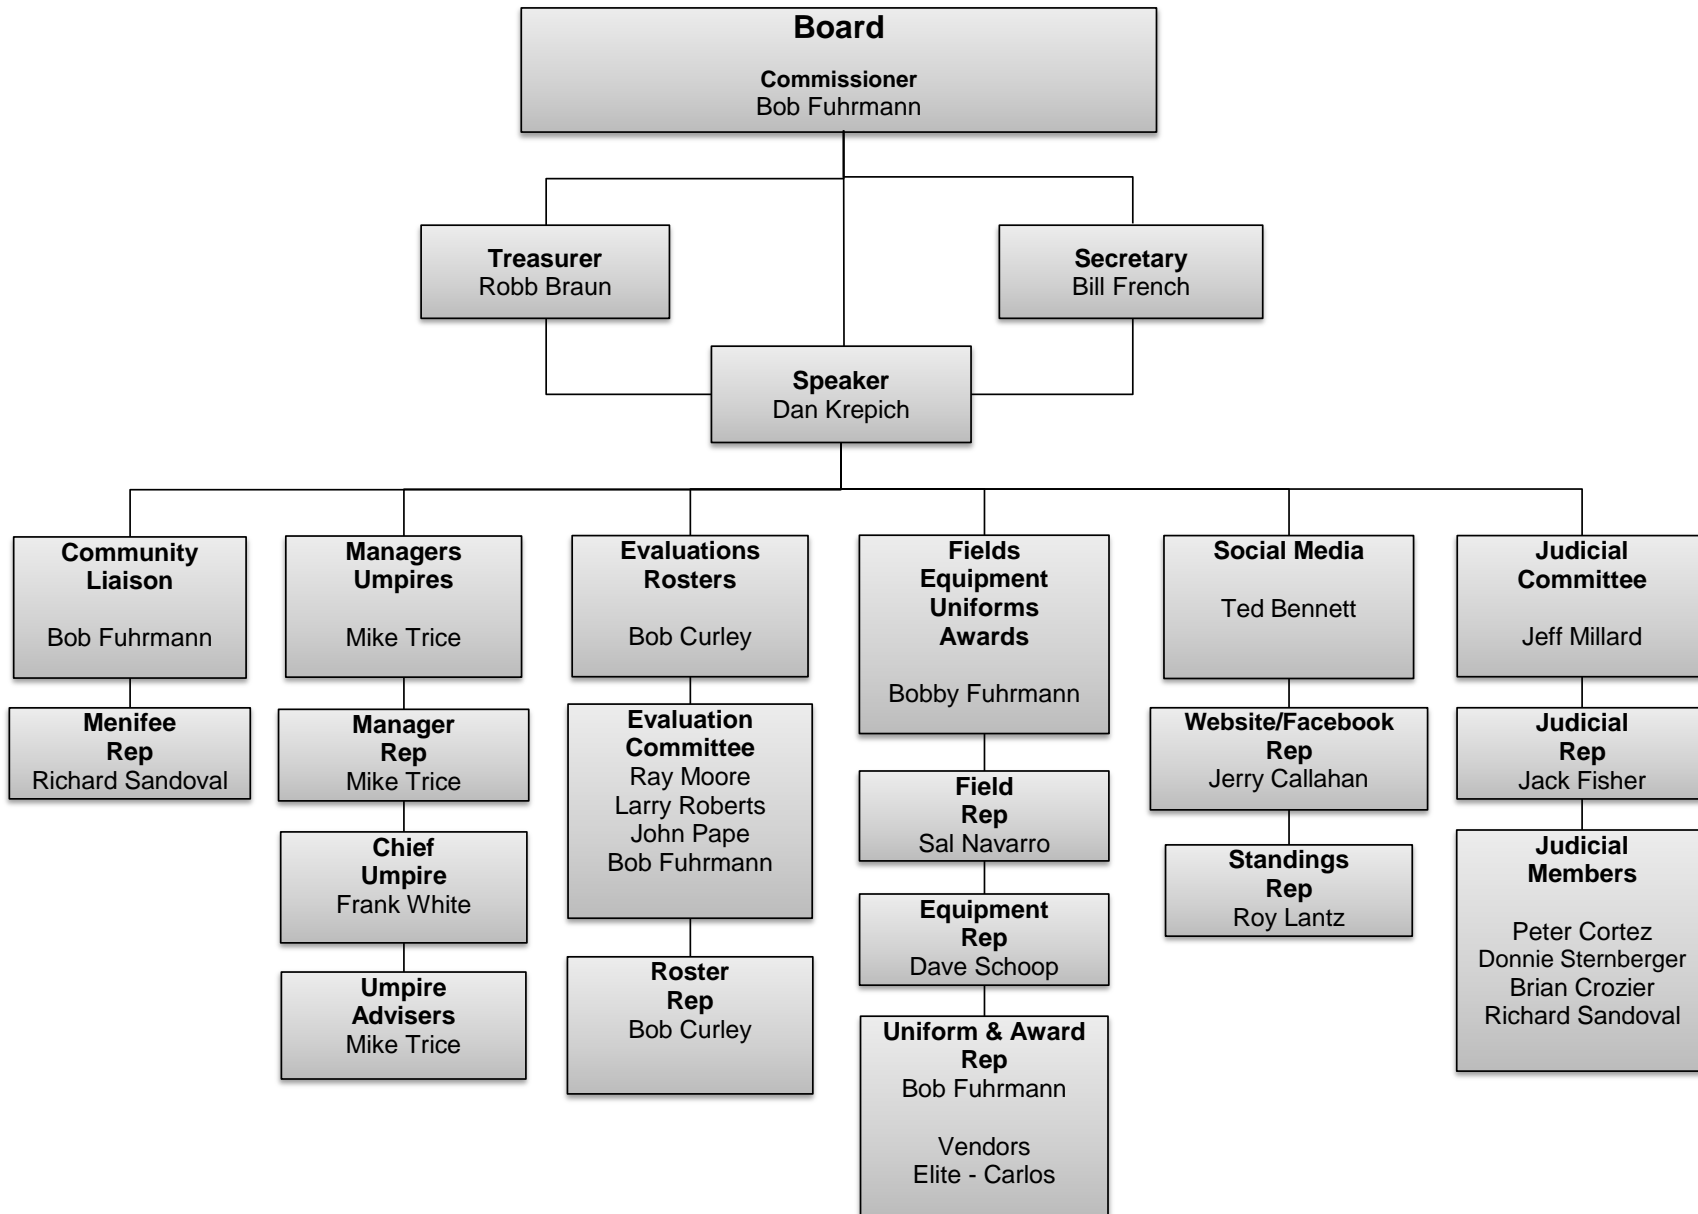 Board
Commissioner
Bob Fuhrmann
Treasurer
Robb Braun
Secretary
Bill French
Speaker
Dan Krepich
Community
Liaison
Bob Fuhrmann
Menifee
Rep
Richard Sandoval
Managers
Umpires
Mike Trice
Manager
Rep
Mike Trice
Chief
Umpire
Frank White
Umpire
Advisers
Mike Trice
Evaluations
Rosters
Bob Curley
Evaluation
Committee
Ray Moore
Larry Roberts
John Pape
Bob Fuhrmann
Roster
Rep
Bob Curley
Fields
Equipment
Uniforms
Awards
Bobby Fuhrmann
Field
Rep
Sal Navarro
Equipment
Rep
Dave Schoop
Uniform & Award
Rep
Bob Fuhrmann
Vendors
Elite - Carlos
Social Media
Ted Bennett
Website/Facebook
Rep
Jerry Callahan
Standings
Rep
Roy Lantz
Judicial
Committee
Jeff Millard
Judicial
Rep
Jack Fisher
Judicial
Members
Peter Cortez
Donnie Sternberger
Brian Crozier
Richard Sandoval